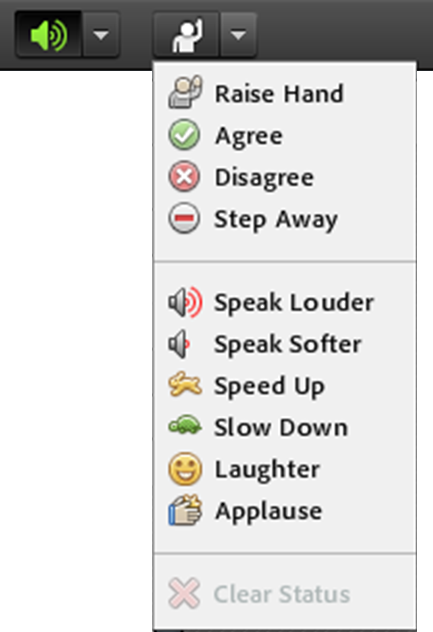 Raise Hand
Agree
Disagree
Step Away
Speak Louder
Speak Softer
Speed Up
Slow Down
Laughter
Applause
Clear Status